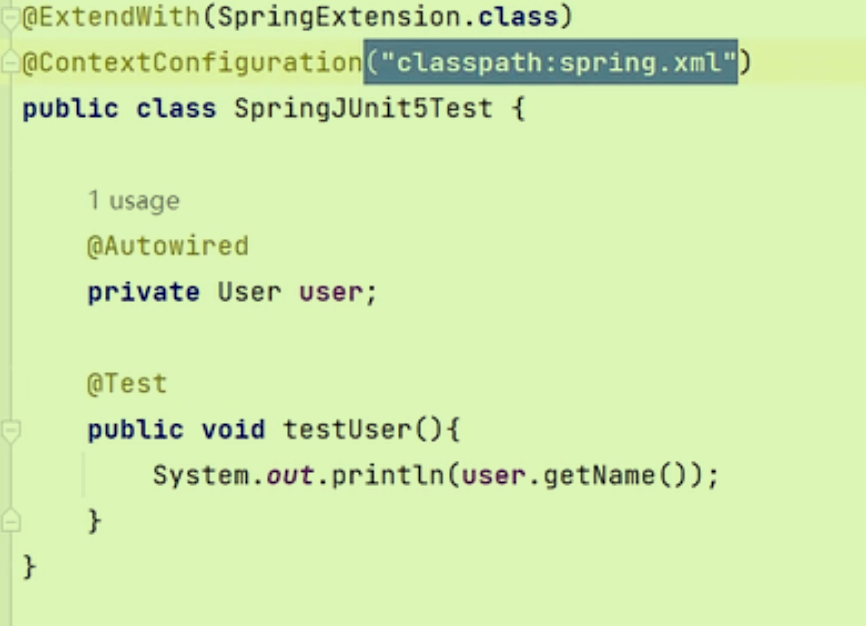 @ExtendWith(SpringExtension.class)
@ContextConfiguration("classpath:spring.xml")
public class SpringJUnit5Test {
1 usage
@Autowired
private User user;
@Test
public void testUser(){
System.out.println(user.getName());
}
}